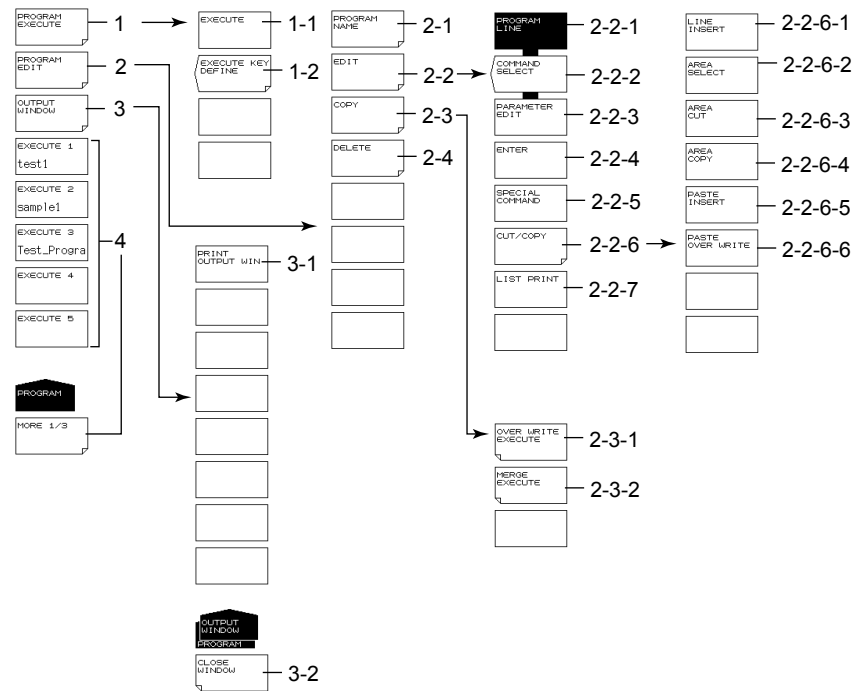 PROGRAM
EXECUTE
1
PROGRAM
EDIT
2
OUTPUT
WINDOW
3
EXECUTE 1
test1
EXECUTE 2
sample1
EXECUTE 3
Test_Progra
EXECUTE 4
EXECUTE 5
4
PROGRAM
MORE 1/3
EXECUTE
1-1
EXECUTE KEY
DEFINE
1-2
PRINT
OUTPUT WIN
3-1
OUTPUT
WINDOW
PROGRAM
CLOSE
WINDOW
3-2
PROGRAM
NAME
2-1
EDIT
2-2
COPY
2-3
DELETE
2-4
PROGRAM
LINE
2-2-1
COMMAND
SELECT
2-2-2
PARAMETER
EDIT
2-2-3
ENTER
2-2-4
SPECIAL
COMMAND
2-2-5
CUT/COPY
2-2-6
LIST PRINT
2-2-7
OVER WRITE
EXECUTE
2-3-1
MERGE
EXECUTE
2-3-2
LINE
INSERT
2-2-6-1
AREA
SELECT
2-2-6-2
AREA
CUT
2-2-6-3
AREA
COPY
2-2-6-4
PASTE
INSERT
2-2-6-5
PASTE
OVER WRITE
2-2-6-6